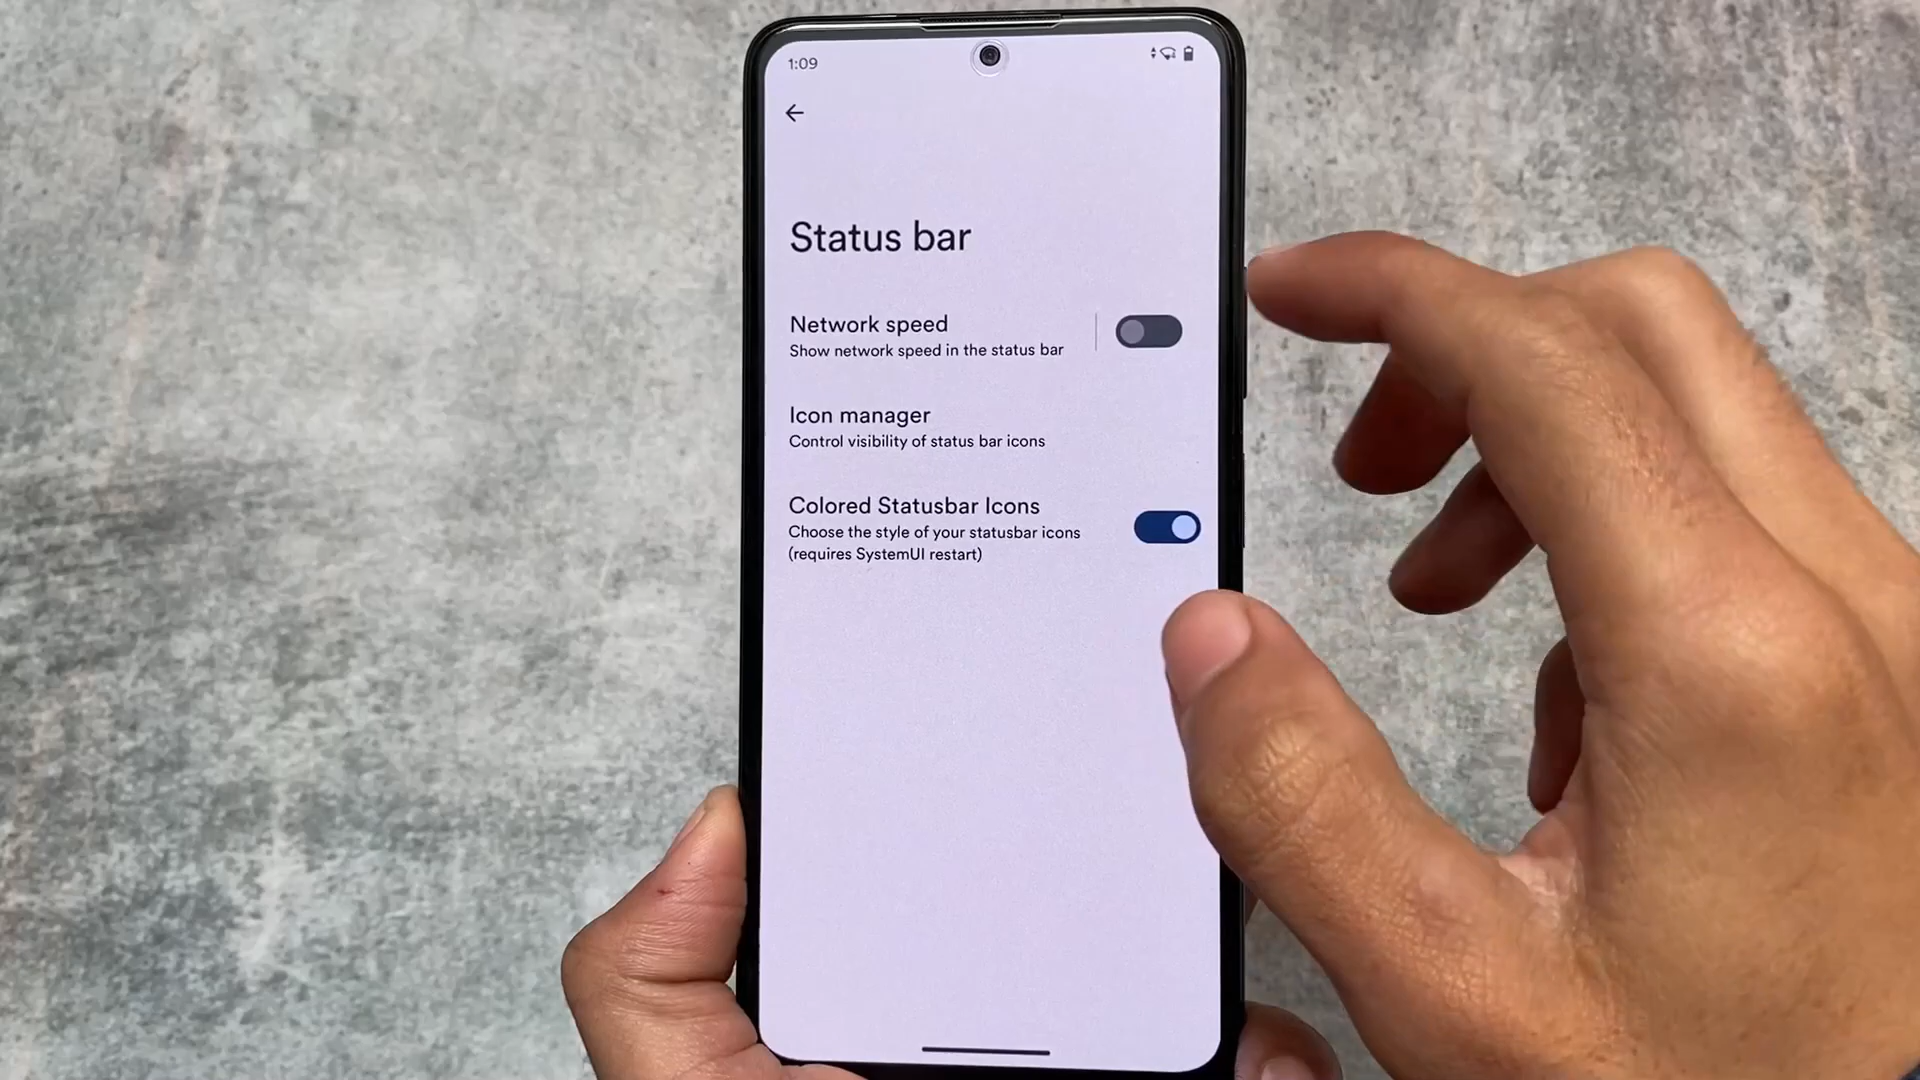 1:09
Status bar
Network speed
Show network speed in the status bar
Icon manager
Control visibility of status bar icons
Colored Statusbar Icons
Choose the style of your statusbar icons
(requires SystemUI restart)